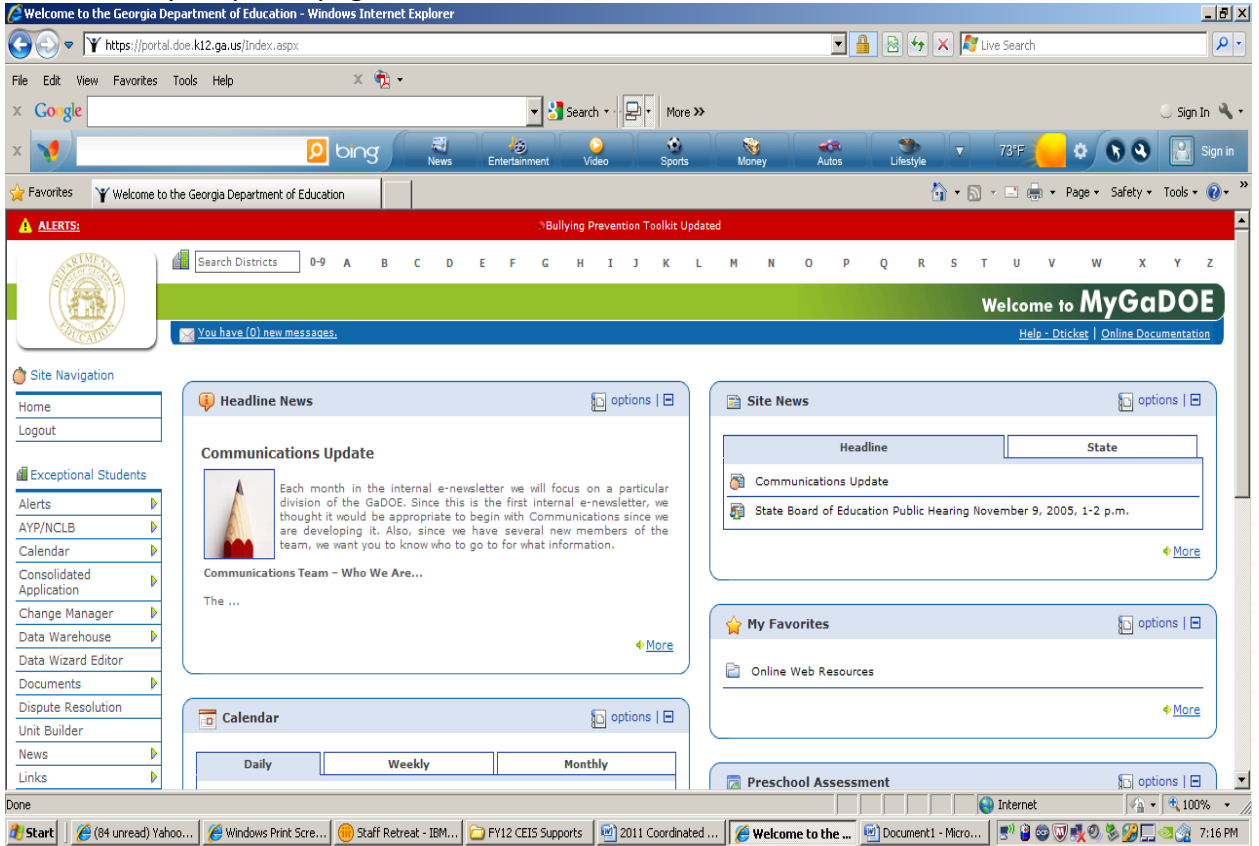 Welcome to the Georgia Department of Education - Windows Internet Explorer
https://portal.doe.k12.ga.us/Index.aspx
Live Search
File Edit View Favorites Tools Help
Google Search More >> Sign In
bing News Entertainment Video Sports Money Autos Lifestyle 73°F Sign in
Favorites Welcome to the Georgia Department of Education Page Safety Tools
ALERTS: Bullying Prevention Toolkit Updated
DEPARTMENT OF EDUCATION
Search Districts 0-9 A B C D E F G H I J K L M N O P Q R S T U V W X Y Z
Welcome to MyGaDOE
You have (0) new messages. Help - Dticket | Online Documentation
Site Navigation
Home
Logout
Exceptional Students
Alerts
AYP/NCLB
Calendar
Consolidated
Application
Change Manager
Data Warehouse
Data Wizard Editor
Documents
Dispute Resolution
Unit Builder
News
Links
Headline News options |
Communications Update
Each month in the internal e-newsletter we will focus on a particular
division of the GaDOE. Since this is the first internal e-newsletter, we
thought it would be appropriate to begin with Communications since we
are developing it. Also, since we have several new members of the
team, we want you to know who to go to for what information.
Communications Team – Who We Are...
The ...
More
Calendar options |
Daily Weekly Monthly
Site News options |
Headline State
Communications Update
State Board of Education Public Hearing November 9, 2005, 1-2 p.m.
More
My Favorites options |
Online Web Resources
More
Preschool Assessment options |
Done Internet 100%
Start (84 unread) Yahoo... Windows Print Scre... Staff Retreat - IBM... FY12 CEIS Supports 2011 Coordinated ... Welcome to the ... Document1 - Micro... 7:16 PM